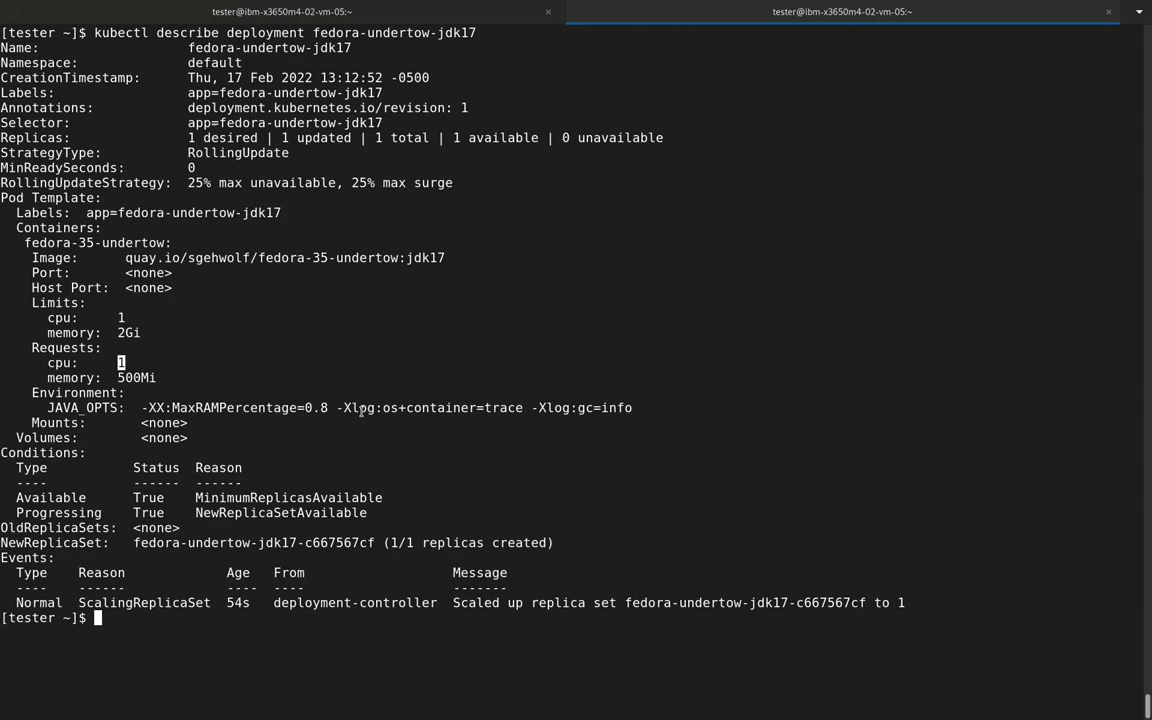 tester@ibm-x3650m4-02-vm-05:~ × tester@ibm-x3650m4-02-vm-05:~ ×
[tester ~]$ kubectl describe deployment fedora-undertow-jdk17
Name:                   fedora-undertow-jdk17
Namespace:              default
CreationTimestamp:      Thu, 17 Feb 2022 13:12:52 -0500
Labels:                 app=fedora-undertow-jdk17
Annotations:            deployment.kubernetes.io/revision: 1
Selector:               app=fedora-undertow-jdk17
Replicas:               1 desired | 1 updated | 1 total | 1 available | 0 unavailable
StrategyType:           RollingUpdate
MinReadySeconds:        0
RollingUpdateStrategy:  25% max unavailable, 25% max surge
Pod Template:
  Labels:  app=fedora-undertow-jdk17
  Containers:
   fedora-35-undertow:
    Image:      quay.io/sgehwolf/fedora-35-undertow:jdk17
    Port:       <none>
    Host Port:  <none>
    Limits:
      cpu:     1
      memory:  2Gi
    Requests:
      cpu:     1
      memory:  500Mi
    Environment:
      JAVA_OPTS:  -XX:MaxRAMPercentage=0.8 -Xlog:os+container=trace -Xlog:gc=info
    Mounts:       <none>
  Volumes:        <none>
Conditions:
  Type           Status  Reason
  ----           ------  ------
  Available      True    MinimumReplicasAvailable
  Progressing    True    NewReplicaSetAvailable
OldReplicaSets:  <none>
NewReplicaSet:   fedora-undertow-jdk17-c667567cf (1/1 replicas created)
Events:
  Type    Reason             Age   From                   Message
  ----    ------             ----  ----                   -------
  Normal  ScalingReplicaSet  54s   deployment-controller  Scaled up replica set fedora-undertow-jdk17-c667567cf to 1
[tester ~]$